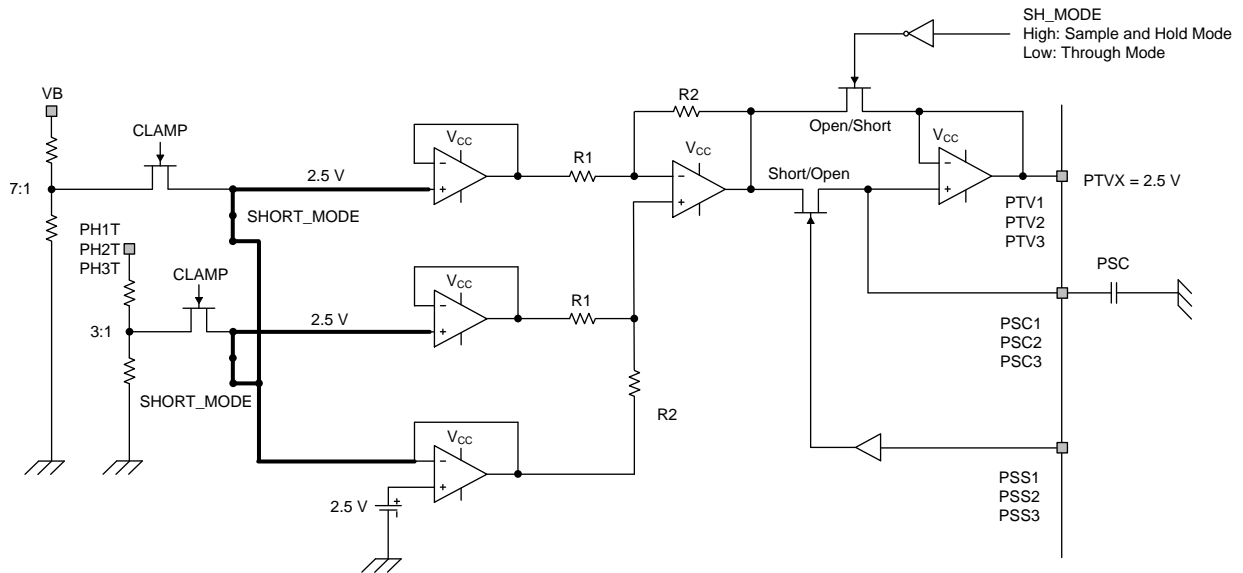 SH_MODE
High: Sample and Hold Mode
Low: Through Mode
VB
CLAMP
R2
VCC
Open/Short
R1
VCC
VCC
Short/Open
7:1
2.5 V
PTVX = 2.5 V
SHORT_MODE
PTV1
PTV2
PTV3
PH1T
PH2T
PH3T
CLAMP
VCC
R1
PSC
3:1
2.5 V
PSC1
PSC2
PSC3
SHORT_MODE
R2
VCC
PSS1
PSS2
PSS3
2.5 V